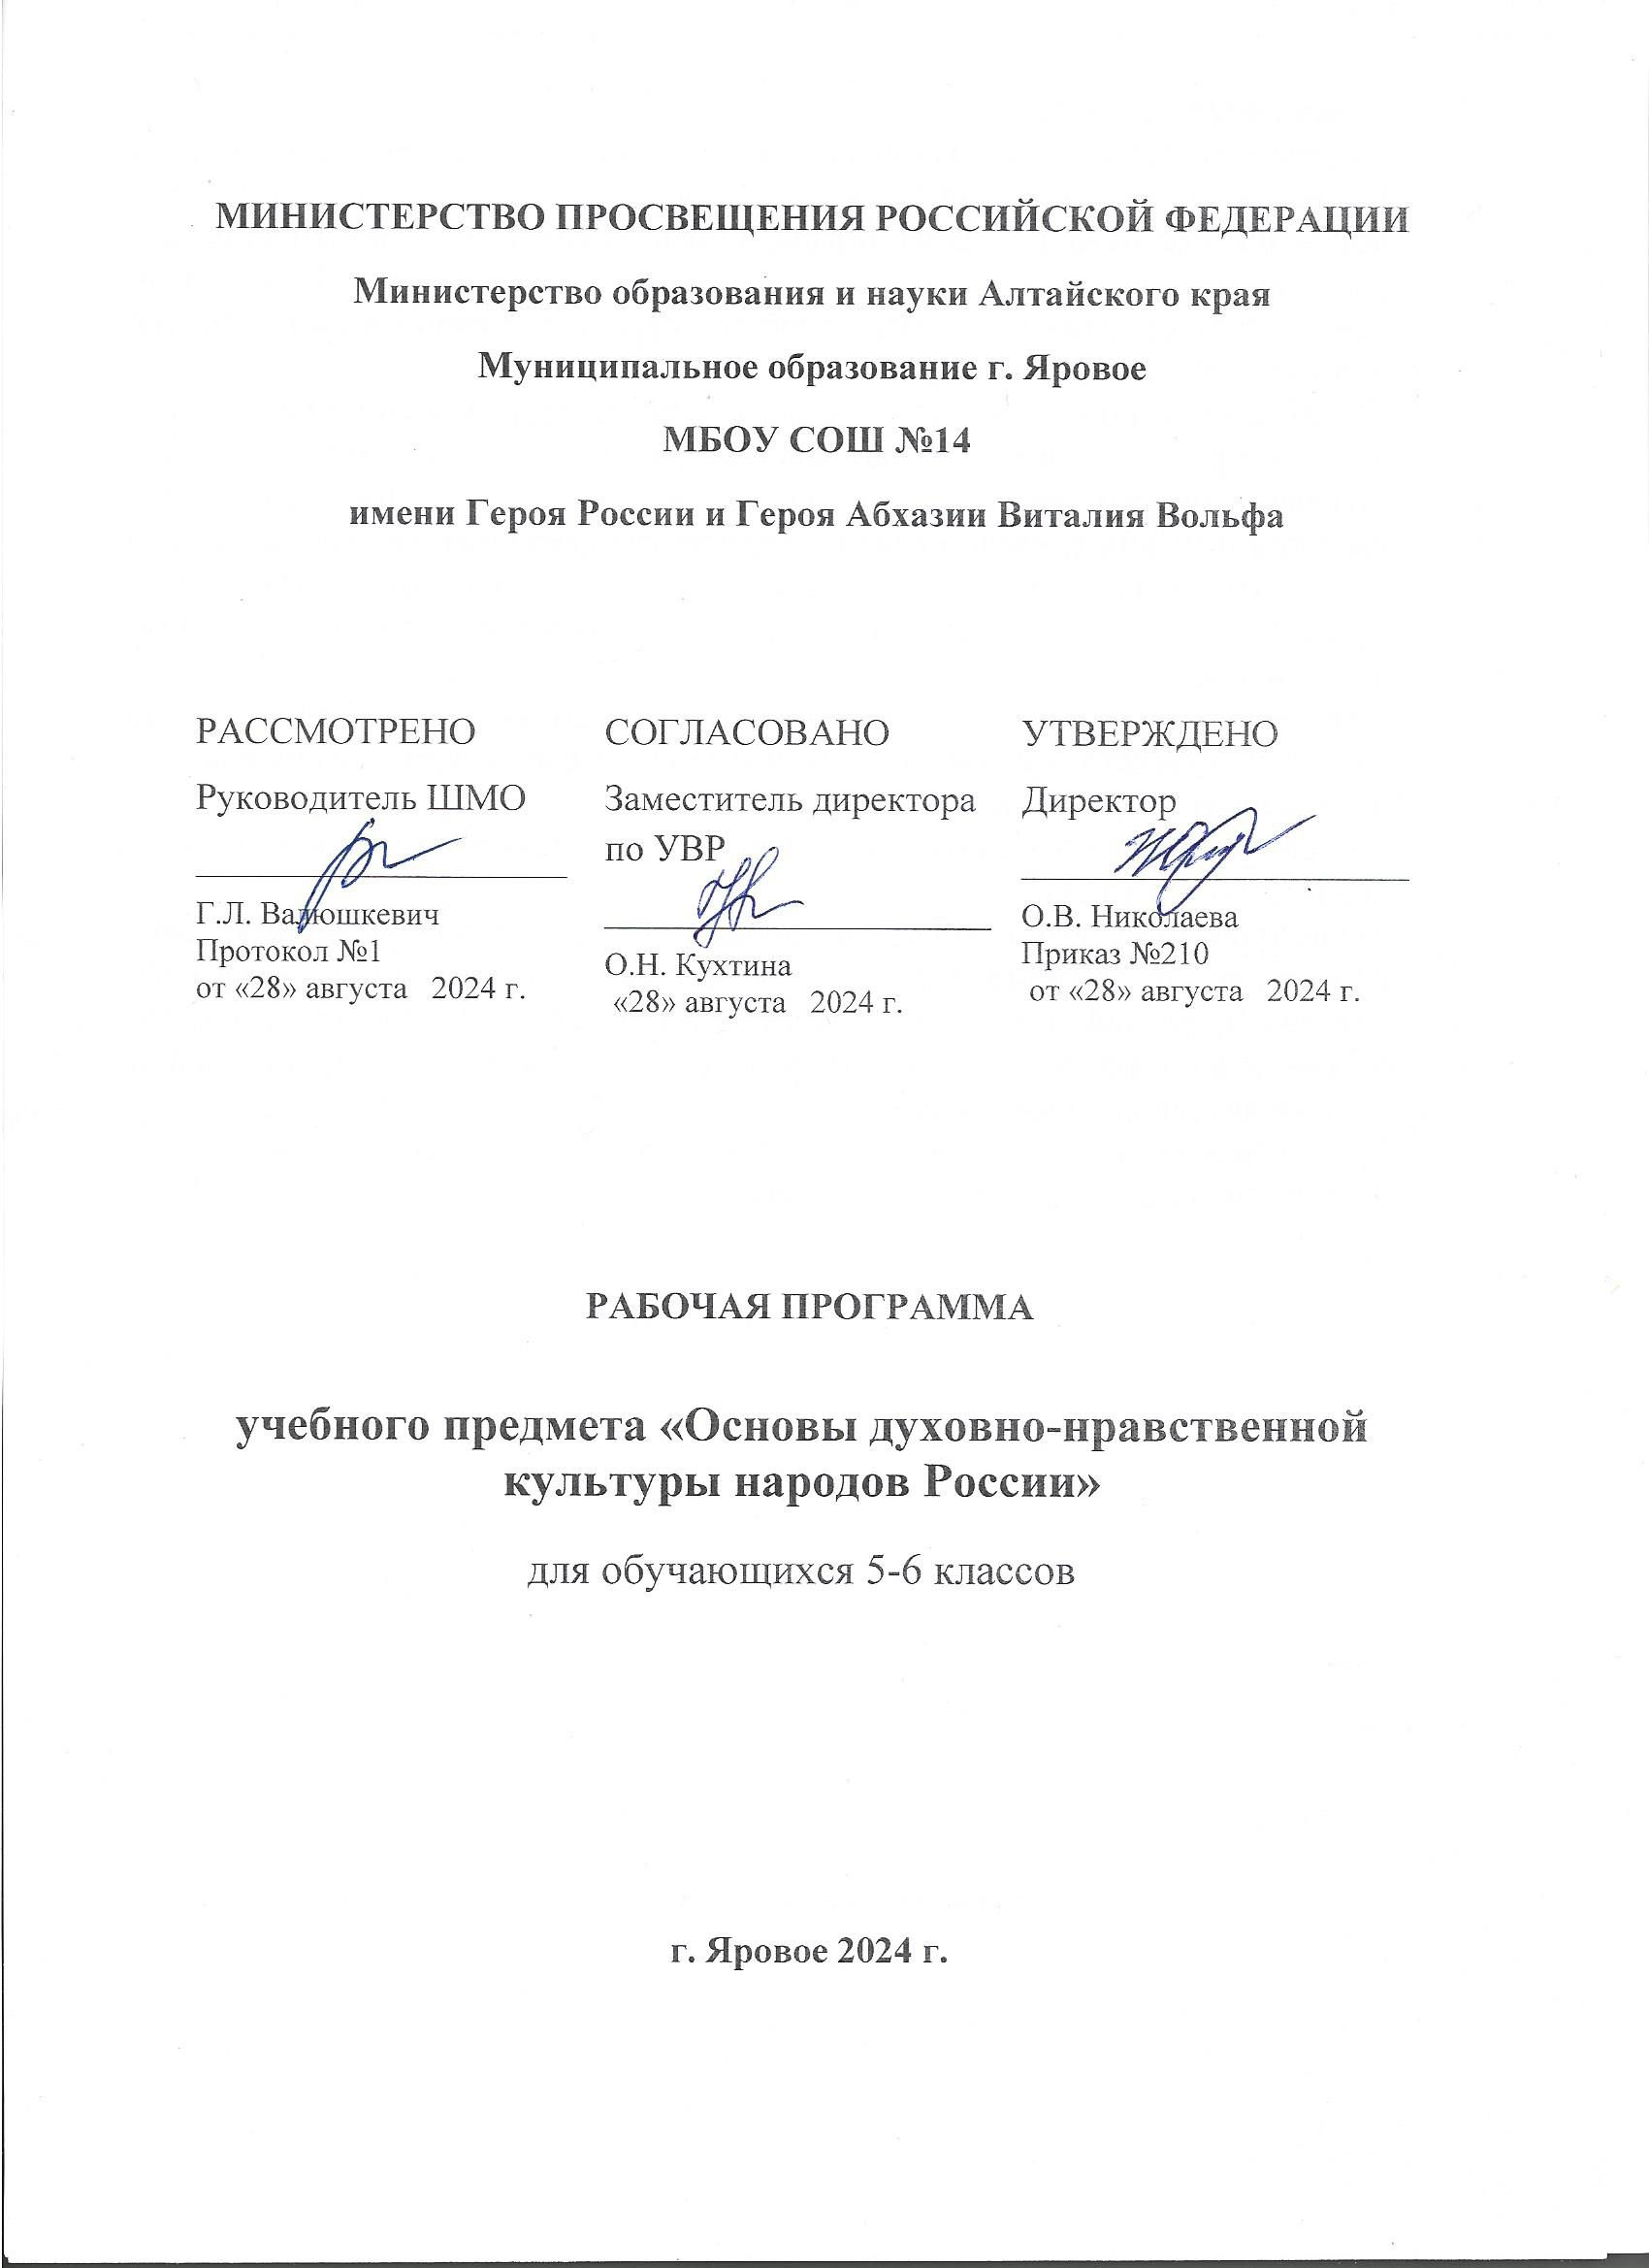 МИНИСТЕРСТВО ПРОСВЕЩЕНИЯ РОССИЙСКОЙ ФЕДЕРАЦИИ
Министерство образования и науки Алтайского края
Муниципальное образование г. Яровое
МБОУ СОШ №14
имени Героя России и Героя Абхазии Виталия Вольфа
РАССМОТРЕНО
Руководитель ШМО
Г.Л. Валюшкевич
Протокол №1
от «28» августа 2024 г.
СОГЛАСОВАНО
Заместитель директора
по УВР
О.Н. Кухтина
«28» августа 2024 г.
УТВЕРЖДЕНО
Директор
О.В. Николаева
Приказ №210
от «28» августа 2024 г.
РАБОЧАЯ ПРОГРАММА
учебного предмета «Основы духовно-нравственной
культуры народов России»
для обучающихся 5-6 классов
г. Яровое 2024 г.